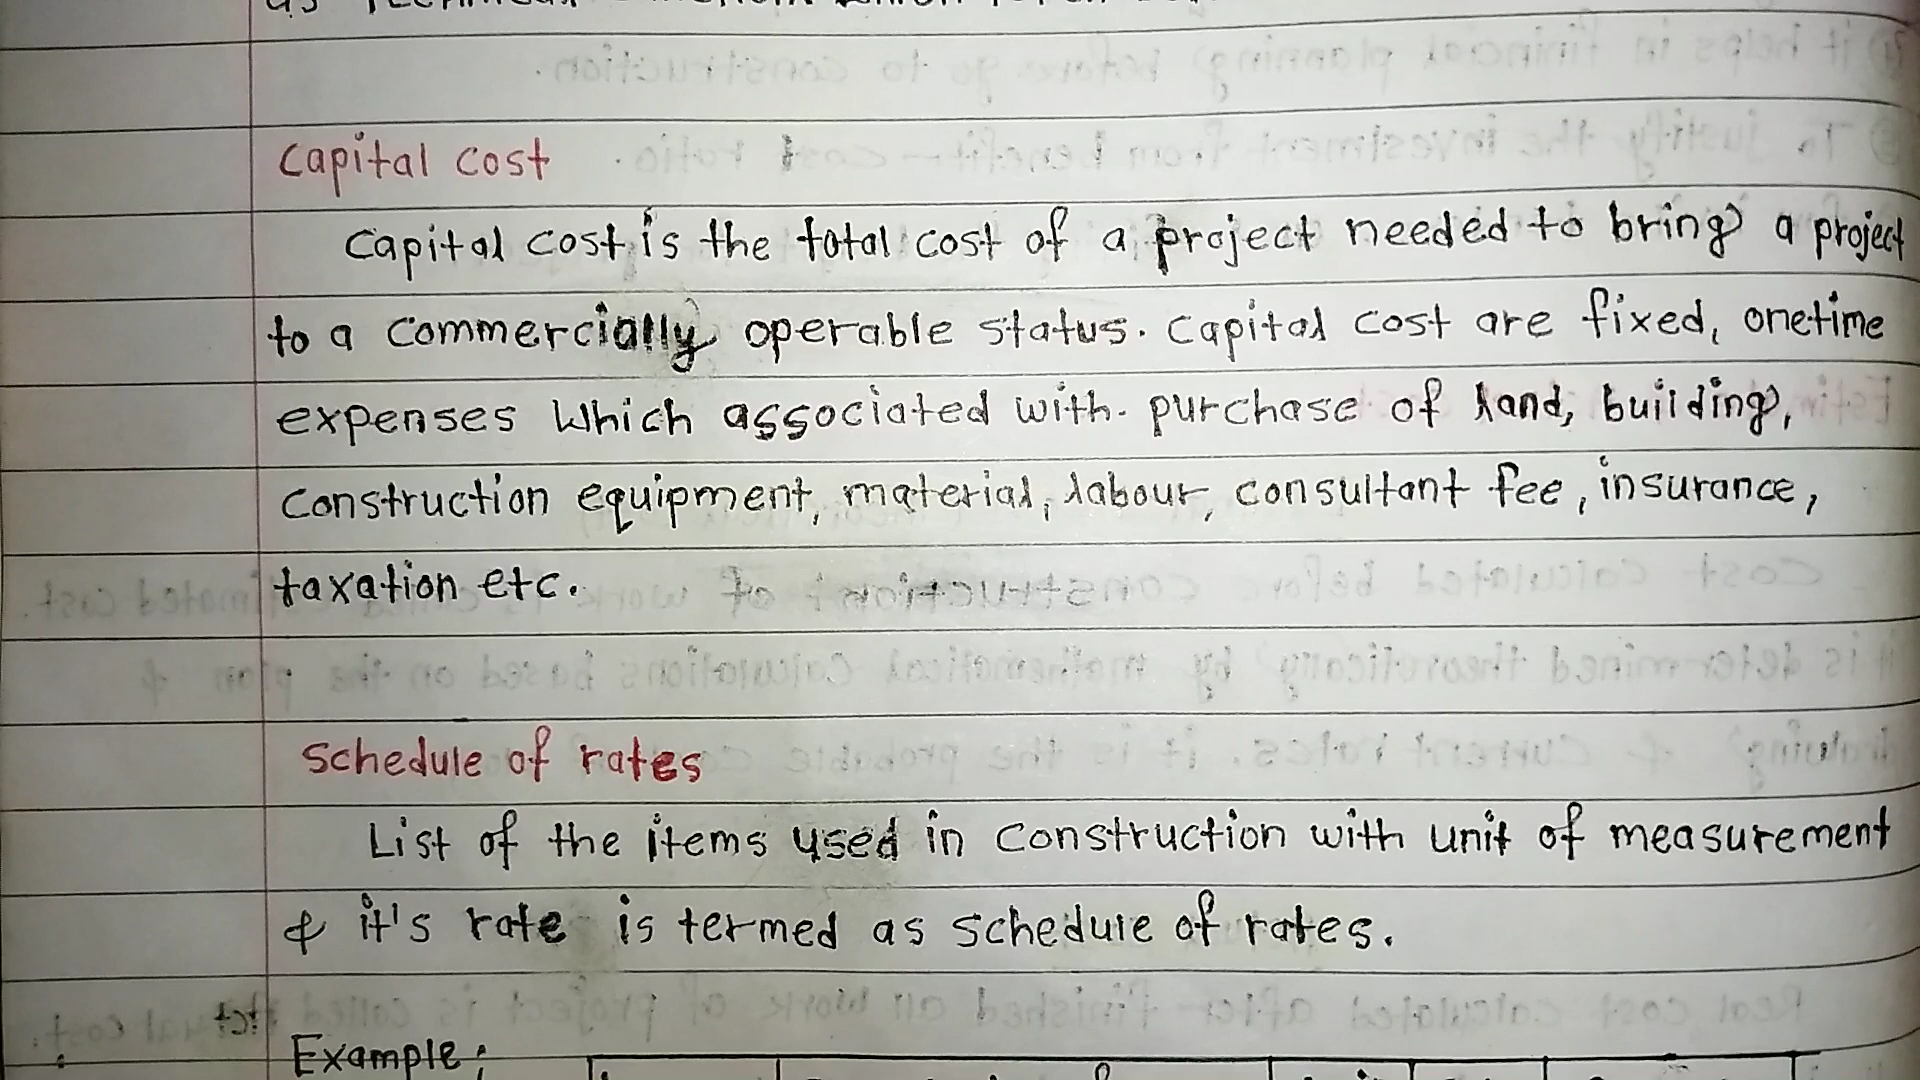 Capital cost
Capital cost is the total cost of a project needed to bring a project
to a commercially operable status. Capital cost are fixed, onetime
expenses which associated with purchase of land, building,
construction equipment, material, labour, consultant fee, insurance,
taxation etc.
Schedule of rates
List of the items used in construction with unit of measurement
& it's rate is termed as schedule of rates.
Example: